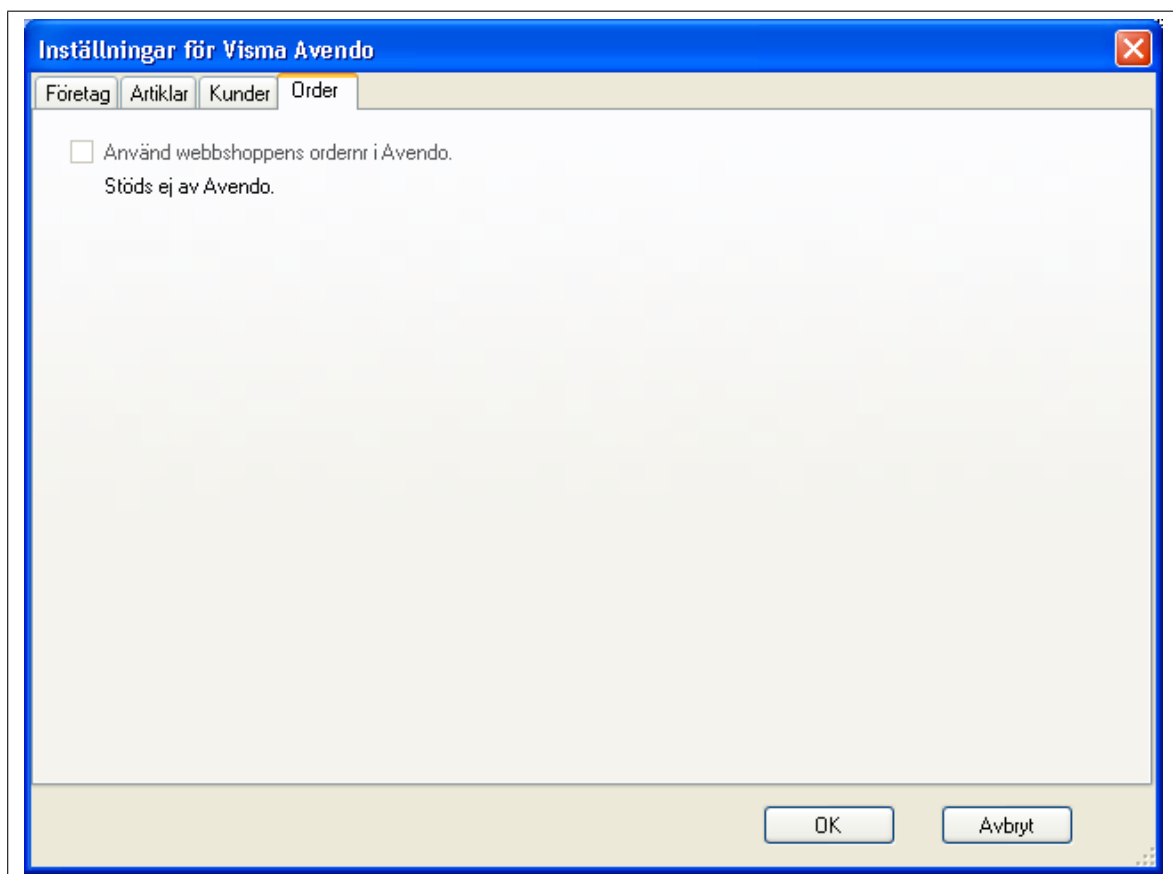 Inställningar för Visma Avendo
Företag Artiklar Kunder Order
Använd webbshoppens ordernr i Avendo.
Stöds ej av Avendo.
OK Avbryt